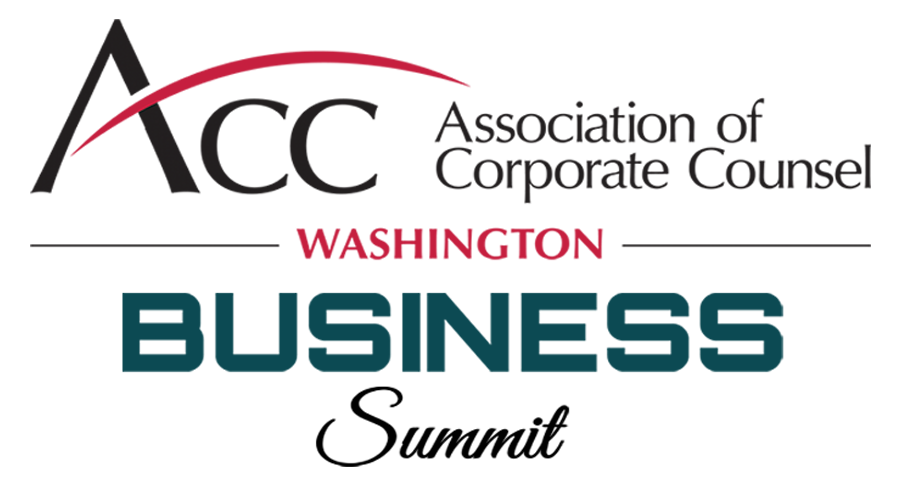 ACC
Association of
Corporate Counsel
WASHINGTON
BUSINESS
Summit